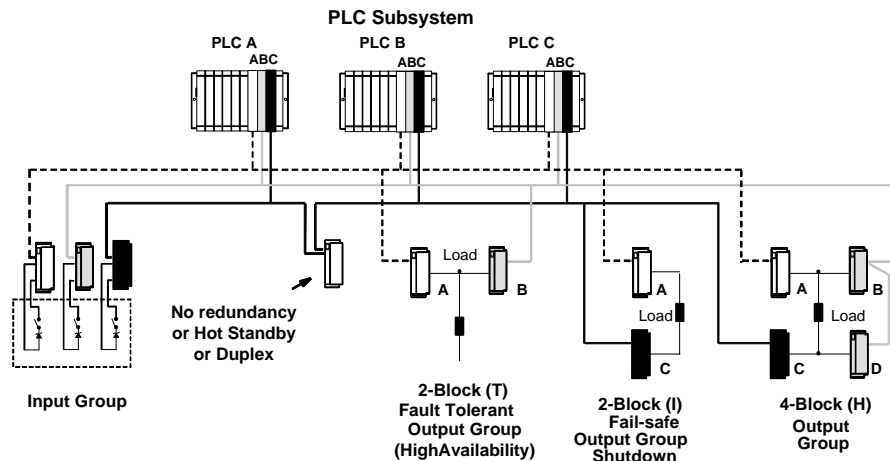 PLC Subsystem
PLC A
PLC B
PLC C
ABC
ABC
ABC
Load
A
B
A
Load
C
A
B
Load
C
D
No redundancy
or Hot Standby
or Duplex
Input Group
2-Block (T)
Fault Tolerant
Output Group
(HighAvailability)
2-Block (I)
Fail-safe
Output Group
Shutdown
4-Block (H)
Output
Group